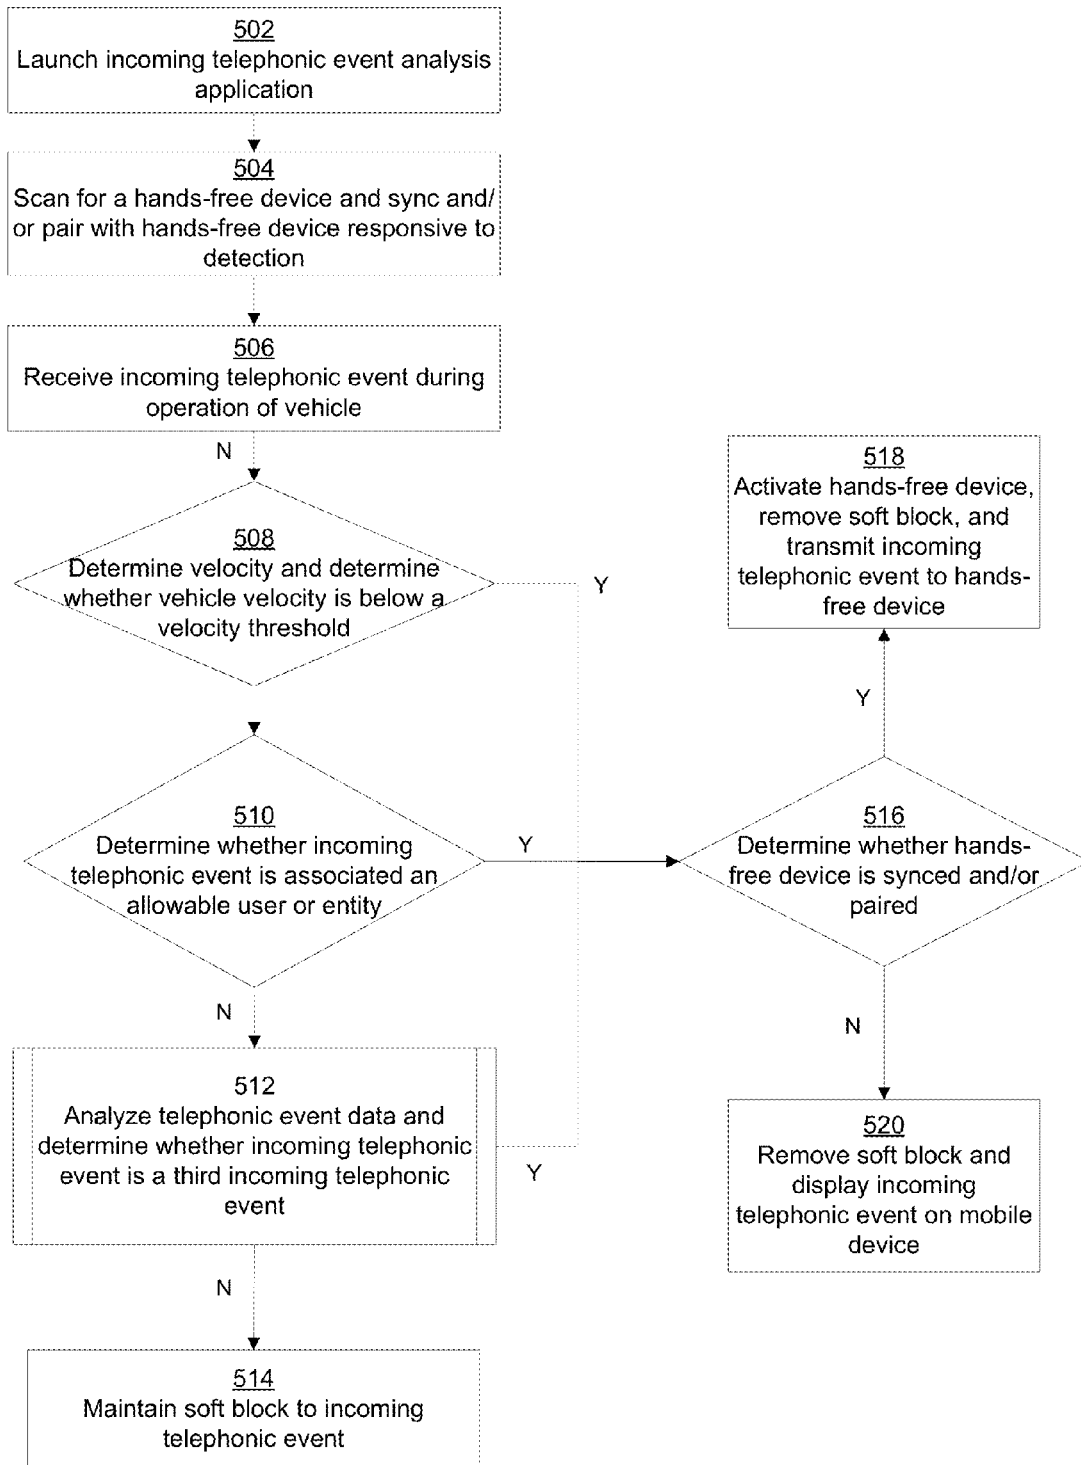 502
Launch incoming telephonic event analysis
application
504
Scan for a hands-free device and sync and/
or pair with hands-free device responsive to
detection
506
Receive incoming telephonic event during
operation of vehicle
N
508
Determine velocity and determine
whether vehicle velocity is below a
velocity threshold
Y
510
Determine whether incoming
telephonic event is associated an
allowable user or entity
Y
N
512
Analyze telephonic event data and
determine whether incoming telephonic
event is a third incoming telephonic
event
Y
N
514
Maintain soft block to incoming
telephonic event
518
Activate hands-free device,
remove soft block, and
transmit incoming
telephonic event to hands-
free device
Y
516
Determine whether hands-
free device is synced and/or
paired
N
520
Remove soft block and
display incoming
telephonic event on mobile
device